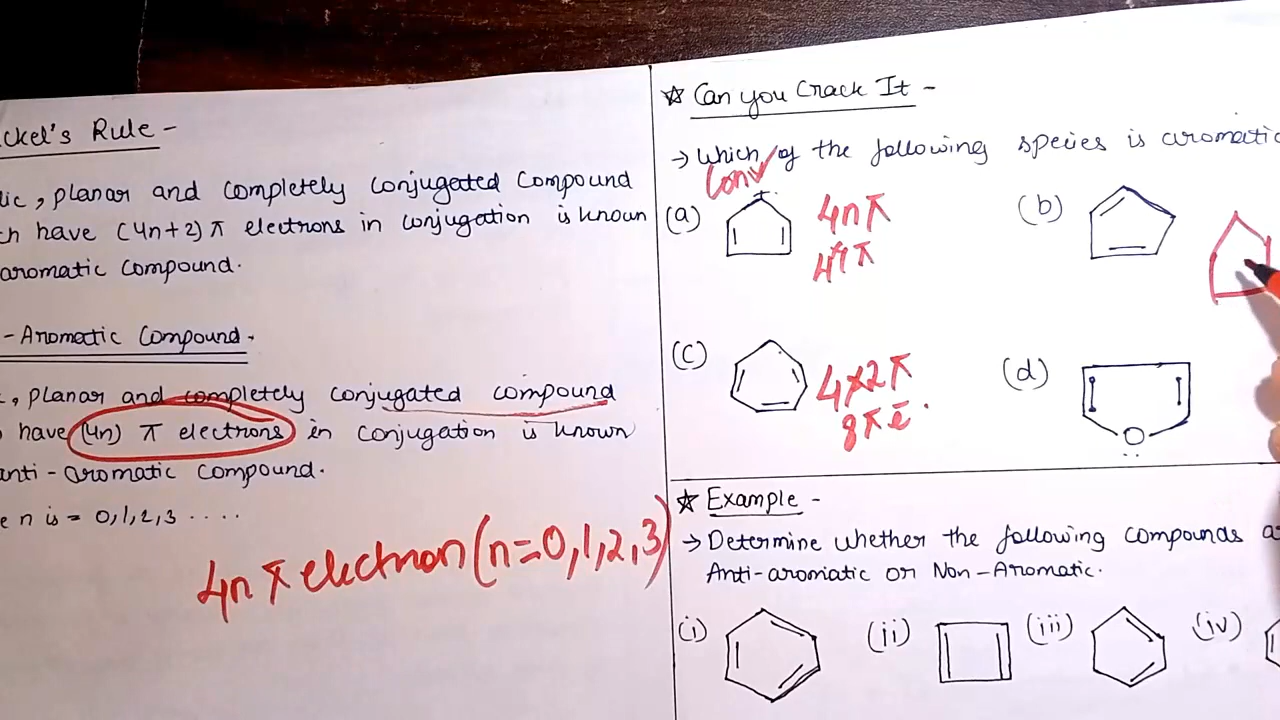 ckel's Rule -
lic, planar and completely conjugated compound
ch have (4n+2) π electrons in conjugation is known
aromatic compound.
- Aromatic Compound -
c, planar and completely conjugated compound
have (4n) π electrons in conjugation is known
anti-aromatic compound.
e n is = 0,1,2,3 ....
4n π electron (n=0,1,2,3)
☆ Can you Crack It -
→ Which of the following species is aromatic
Conv
(a) + 4nπ
4π
(b)
(c) 4×2π
8πē
(d) O
☆ Example -
→ Determine whether the following compounds a
Anti-aromatic or Non-Aromatic.
(i) (ii) (iii) (iv)